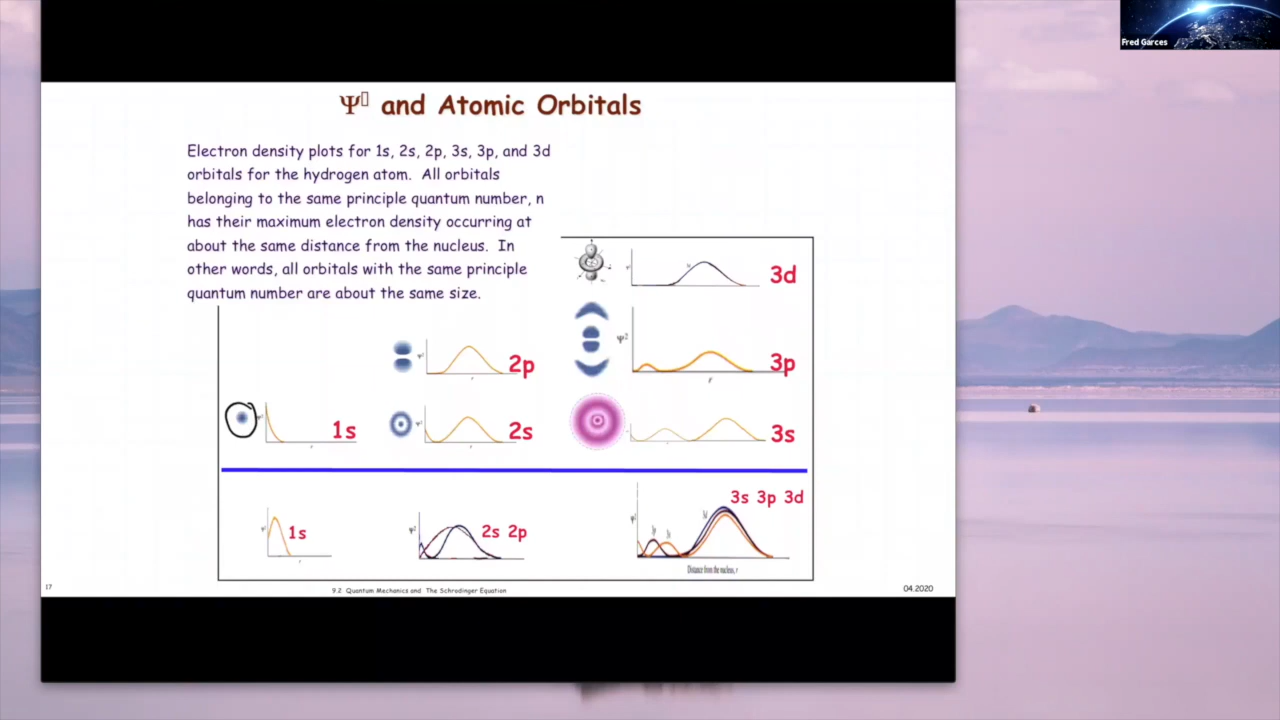 Fred Garces
Ψ and Atomic Orbitals
Electron density plots for 1s, 2s, 2p, 3s, 3p, and 3d
orbitals for the hydrogen atom. All orbitals
belonging to the same principle quantum number, n
has their maximum electron density occurring at
about the same distance from the nucleus. In
other words, all orbitals with the same principle
quantum number are about the same size.
3d
Ψ2
3p
r
2p
1s
2s
3s
1s
2s 2p
3s 3p 3d
3d
Distance from the nucleus, r
17
9.2 Quantum Mechanics and The Schrodinger Equation
04.2020